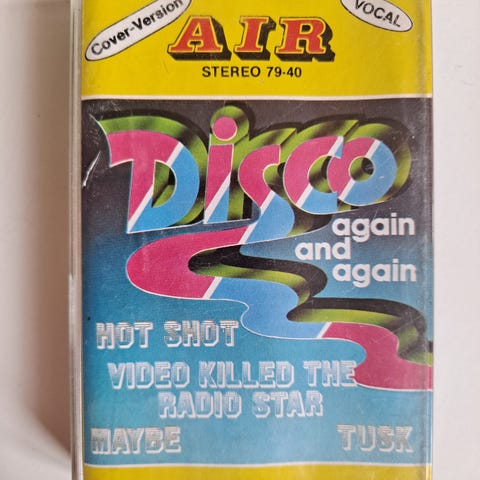 Cover-Version
VOCAL
AIR
STEREO 79-40
Disco
again
and
again
HOT SHOT
VIDEO KILLED THE
RADIO STAR
MAYBE
TUSK